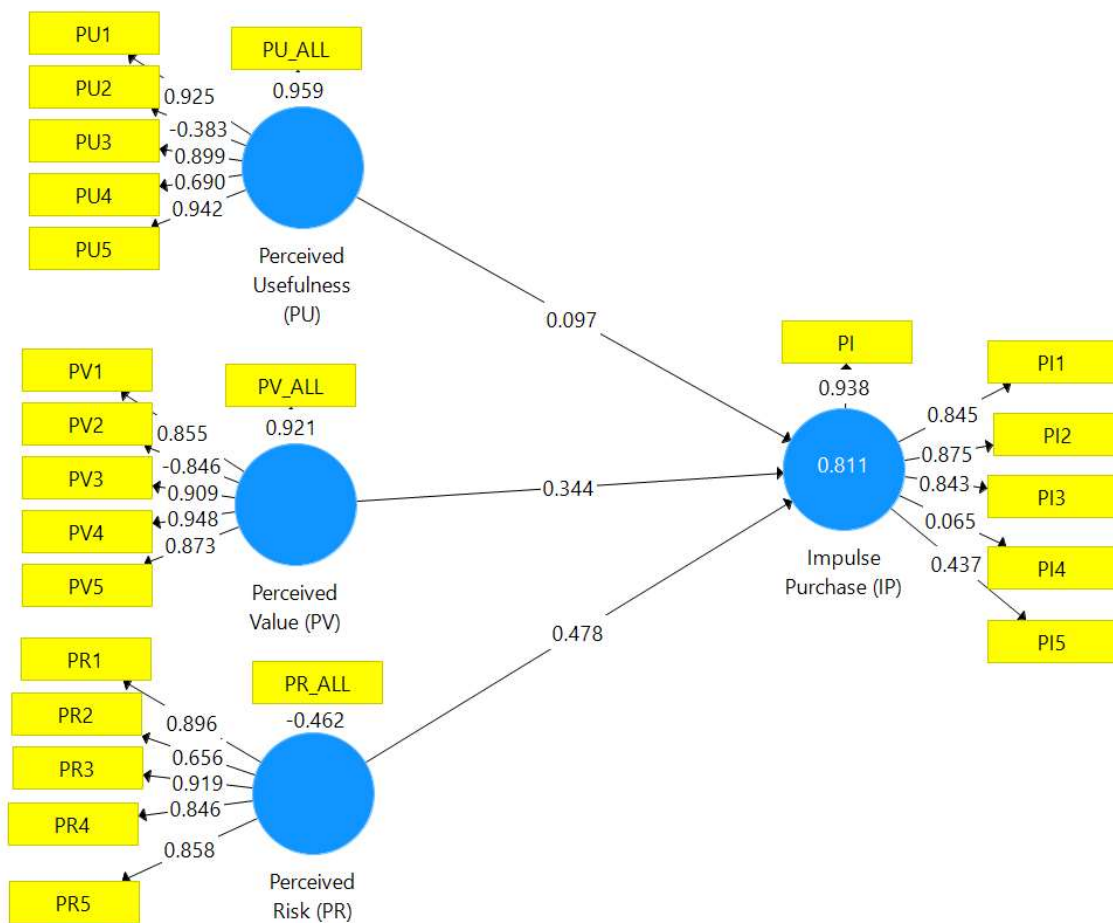 PU1
PU2
PU3
PU4
PU5
PU_ALL
0.959
0.925
-0.383
0.899
0.690
0.942
Perceived
Usefulness
(PU)
0.097
PV1
PV2
PV3
PV4
PV5
PV_ALL
0.921
0.855
-0.846
0.909
0.948
0.873
Perceived
Value (PV)
0.344
PR1
PR2
PR3
PR4
PR5
PR_ALL
-0.462
0.896
0.656
0.919
0.846
0.858
Perceived
Risk (PR)
0.478
PI
0.938
0.811
Impulse
Purchase (IP)
0.845
0.875
0.843
0.065
0.437
PI1
PI2
PI3
PI4
PI5